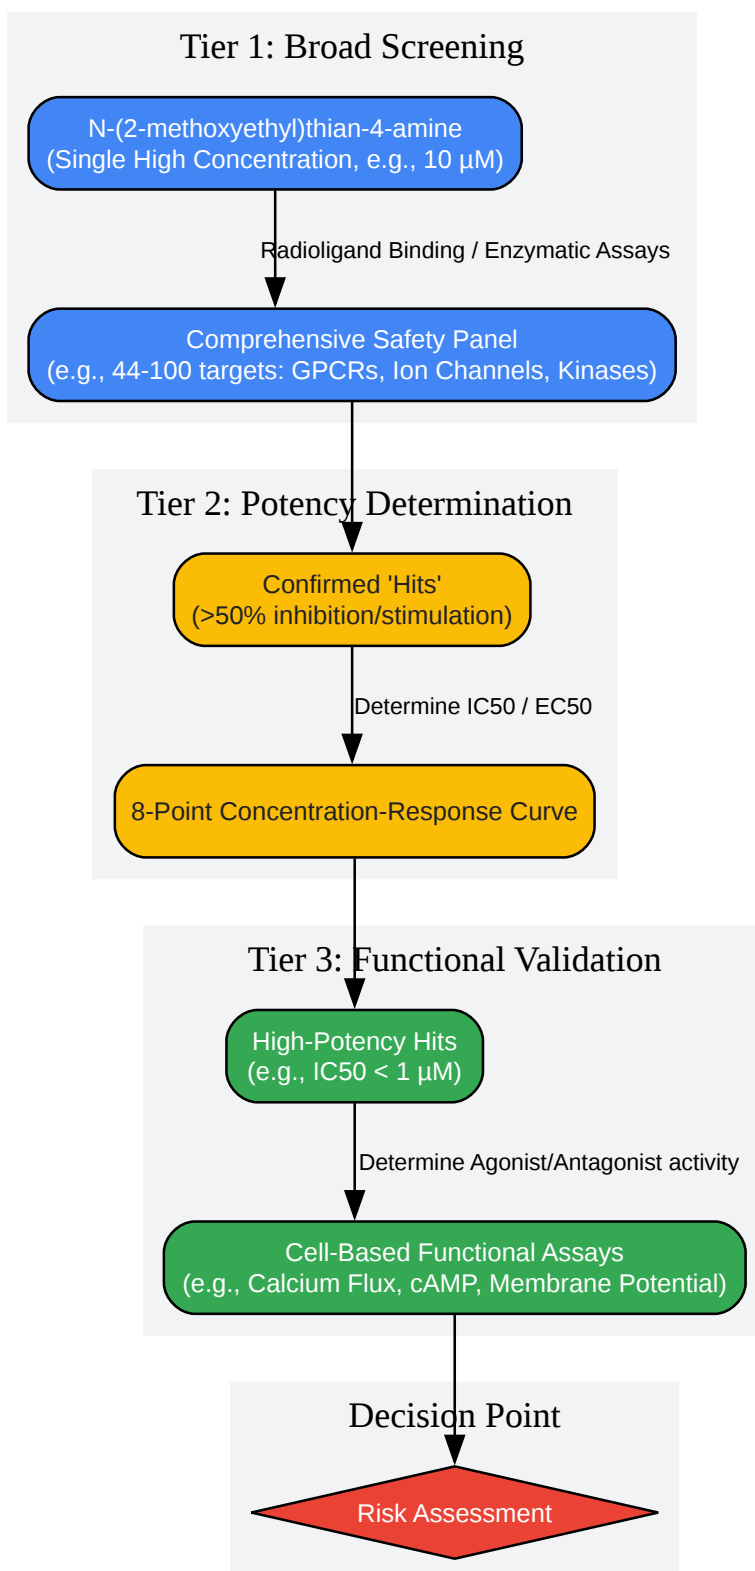 Tier 1: Broad Screening
N-(2-methoxyethyl)thian-4-amine
(Single High Concentration, e.g., 10 µM)
Radioligand Binding / Enzymatic Assays
Comprehensive Safety Panel
(e.g., 44-100 targets: GPCRs, Ion Channels, Kinases)
Tier 2: Potency Determination
Confirmed 'Hits'
(>50% inhibition/stimulation)
Determine IC50 / EC50
8-Point Concentration-Response Curve
Tier 3: Functional Validation
High-Potency Hits
(e.g., IC50 < 1 µM)
Determine Agonist/Antagonist activity
Cell-Based Functional Assays
(e.g., Calcium Flux, cAMP, Membrane Potential)
Decision Point
Risk Assessment